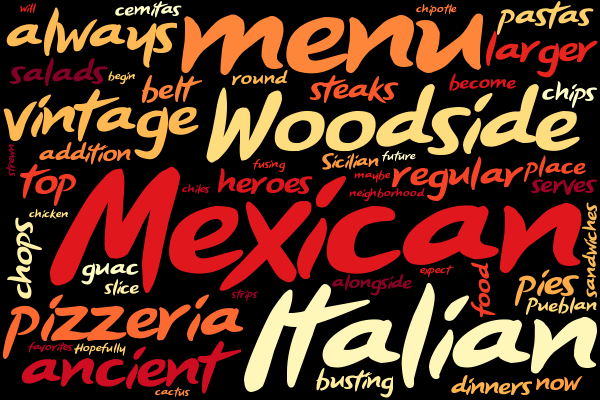 will
cemitas
chipotle
always
menu
pastas
larger
salads
begin
belt
round
steaks
become
chips
vintage
Woodside
strain
addition
fusing
Sicilian
future
maybe
regular
place
top
chiles
heroes
neighborhood
serves
chicken
Mexican
chops
guac
slice
strips
alongside
expect
food
pies
sandwiches
Pueblan
pizzeria
Italian
favorites
Hopefully
ancient
cactus
busting
dinners
now